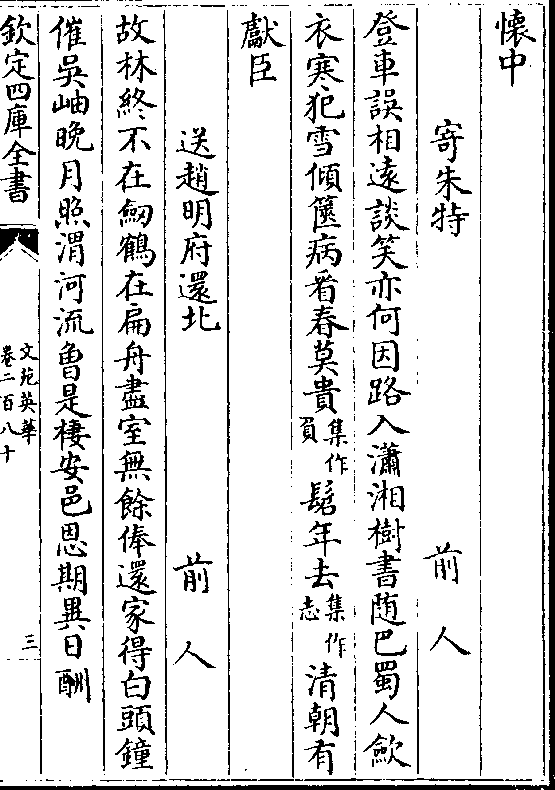 懷中
寄朱特 前人
登車誤相遠談笑亦何因路入瀟湘樹書随巴蜀人歛
衣寒犯雪傾篋病看春莫貴集作負髭年去集作志清朝有
獻臣
送趙明府還北 前人
故林終不在劒鶴在扁舟盡室無餘俸還家得白頭鐘
催吳岫晚月照渭河流曾是棲安邑恩期異日酬
欽定四庫全書
文苑英華
卷二百八十
三